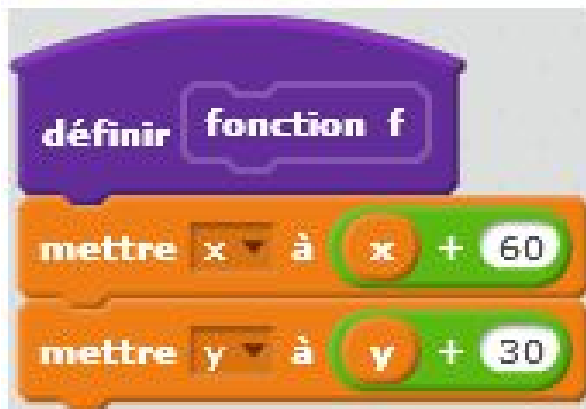 définir fonction f
mettre x à x + 60
mettre y à y + 30